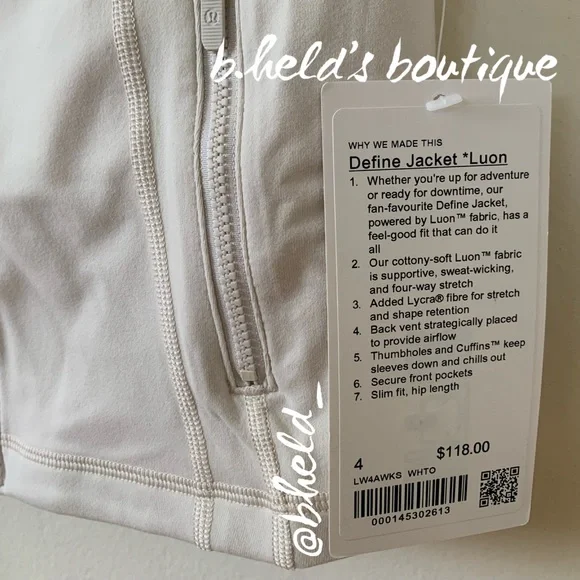 b.held's boutique
WHY WE MADE THIS
Define Jacket *Luon
1. Whether you're up for adventure
or ready for downtime, our
fan-favourite Define Jacket,
powered by Luon™ fabric, has a
feel-good fit that can do it
all
2. Our cottony-soft Luon™ fabric
is supportive, sweat-wicking,
and four-way stretch
3. Added Lycra® fibre for stretch
and shape retention
4. Back vent strategically placed
to provide airflow
5. Thumbholes and Cuffins™ keep
sleeves down and chills out
6. Secure front pockets
7. Slim fit, hip length
4 $118.00
LW4AWKS WHTO
000145302613
@bheld_